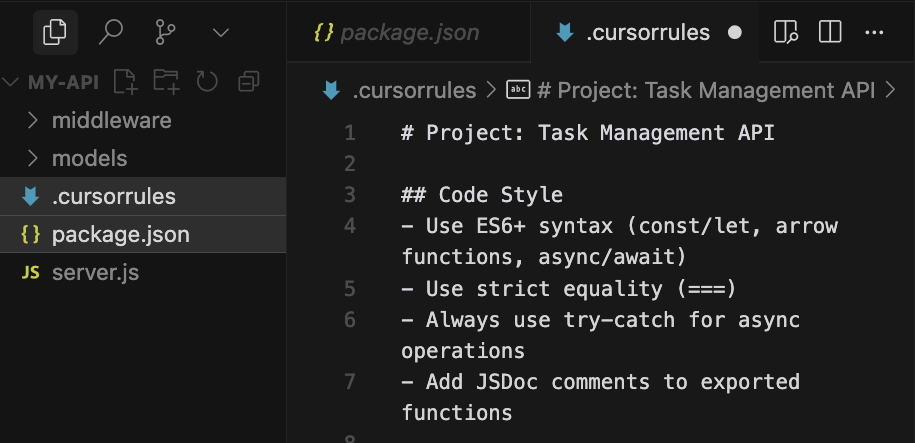 {} package.json
.cursorrules
MY-API
.cursorrules > abc # Project: Task Management API >
middleware
models
.cursorrules
{} package.json
JS server.js
1 # Project: Task Management API
2
3 ## Code Style
4 - Use ES6+ syntax (const/let, arrow
functions, async/await)
5 - Use strict equality (===)
6 - Always use try-catch for async
operations
7 - Add JSDoc comments to exported
functions
8